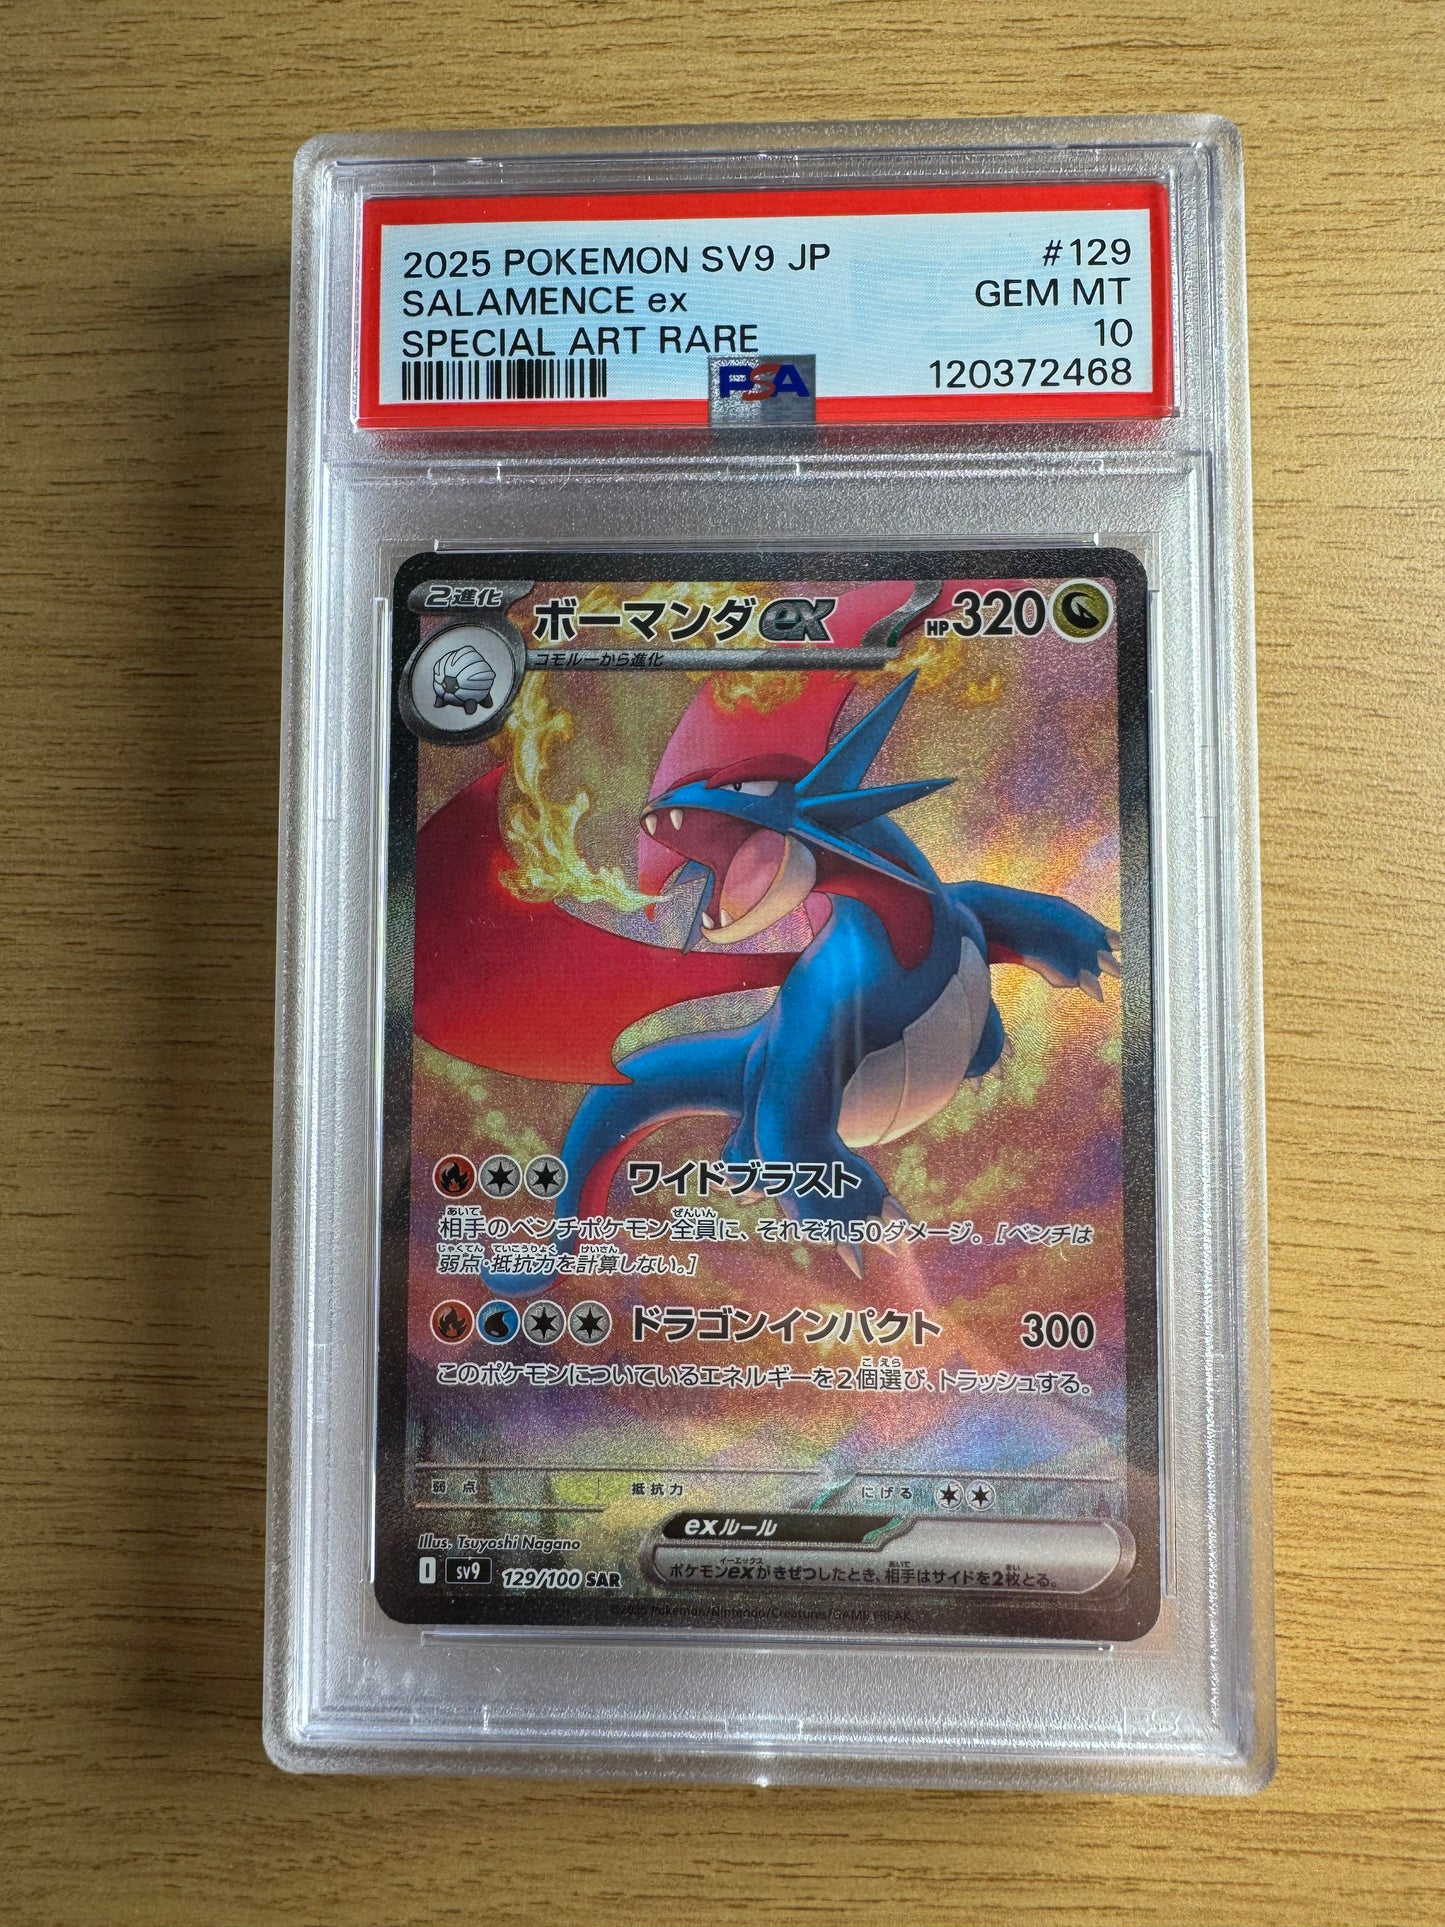 2025 POKEMON SV9 JP #129
SALAMENCE ex GEM MT
SPECIAL ART RARE 10
PSA 120372468
2進化 ボーマンダex HP320
コモルーから進化
ワイドブラスト
相手のベンチポケモン全員に、それぞれ50ダメージ。[ベンチは
弱点・抵抗力を計算しない。]
ドラゴンインパクト 300
このポケモンについているエネルギーを2個選び、トラッシュする。
弱点 抵抗力 にげる
Illus. Tsuyoshi Nagano
exルール
ポケモンexがきぜつしたとき、相手はサイドを2枚とる。
I sv9 129/100 SAR
©2025 Pokémon/Nintendo/Creatures/GAME FREAK.